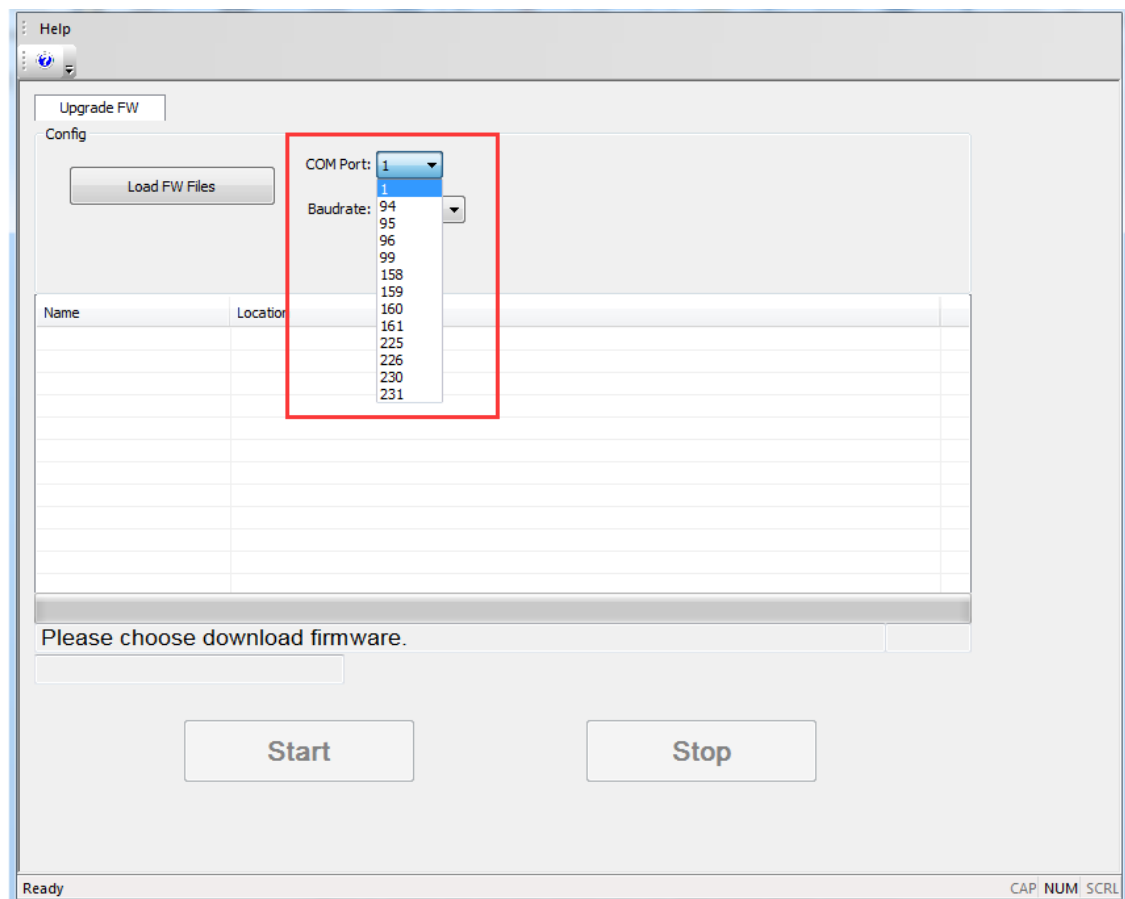 Help
Upgrade FW
Config
Load FW Files
COM Port: 1
1
Baudrate:
94
95
96
99
158
159
160
161
225
226
230
231
Name Location
Please choose download firmware.
Start Stop
Ready CAP NUM SCRL